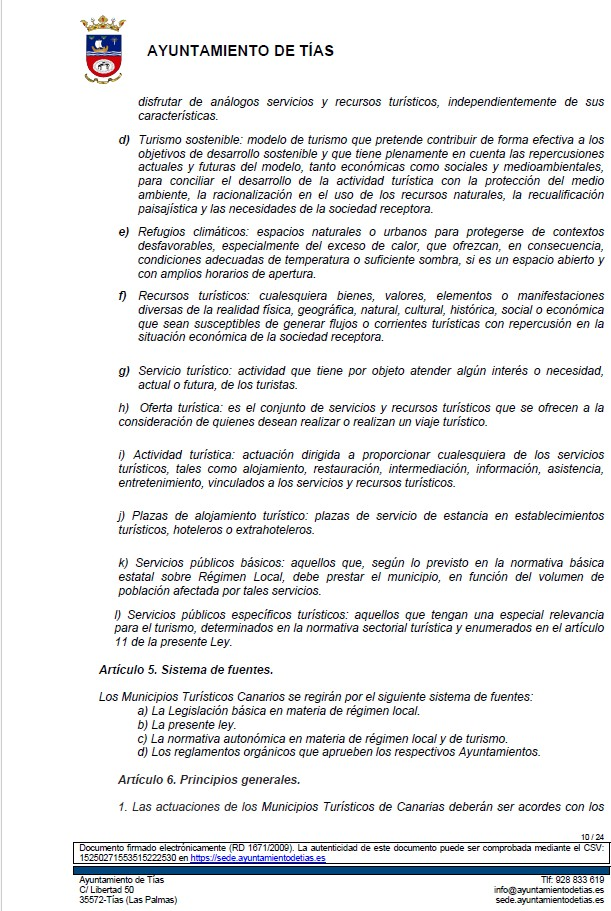 AYUNTAMIENTO DE TÍAS
disfrutar de análogos servicios y recursos turísticos, independientemente de sus
características.
d) Turismo sostenible: modelo de turismo que pretende contribuir de forma efectiva a los
objetivos de desarrollo sostenible y que tiene plenamente en cuenta las repercusiones
actuales y futuras del modelo, tanto económicas como sociales y medioambientales,
para conciliar el desarrollo de la actividad turística con la protección del medio
ambiente, la racionalización en el uso de los recursos naturales, la recualificación
paisajística y las necesidades de la sociedad receptora.
e) Refugios climáticos: espacios naturales o urbanos para protegerse de contextos
desfavorables, especialmente del exceso de calor, que ofrezcan, en consecuencia,
condiciones adecuadas de temperatura o suficiente sombra, si es un espacio abierto y
con amplios horarios de apertura.
f) Recursos turísticos: cualesquiera bienes, valores, elementos o manifestaciones
diversas de la realidad física, geográfica, natural, cultural, histórica, social o económica
que sean susceptibles de generar flujos o corrientes turísticas con repercusión en la
situación económica de la sociedad receptora.
g) Servicio turístico: actividad que tiene por objeto atender algún interés o necesidad,
actual o futura, de los turistas.
h) Oferta turística: es el conjunto de servicios y recursos turísticos que se ofrecen a la
consideración de quienes desean realizar o realizan un viaje turístico.
i) Actividad turística: actuación dirigida a proporcionar cualesquiera de los servicios
turísticos, tales como alojamiento, restauración, intermediación, información, asistencia,
entretenimiento, vinculados a los servicios y recursos turísticos.
j) Plazas de alojamiento turístico: plazas de servicio de estancia en establecimientos
turísticos, hoteleros o extrahoteleros.
k) Servicios públicos básicos: aquellos que, según lo previsto en la normativa básica
estatal sobre Régimen Local, debe prestar el municipio, en función del volumen de
población afectada por tales servicios.
l) Servicios públicos específicos turísticos: aquellos que tengan una especial relevancia
para el turismo, determinados en la normativa sectorial turística y enumerados en el artículo
11 de la presente Ley.
Artículo 5. Sistema de fuentes.
Los Municipios Turísticos Canarios se regirán por el siguiente sistema de fuentes:
a) La Legislación básica en materia de régimen local.
b) La presente ley.
c) La normativa autonómica en materia de régimen local y de turismo.
d) Los reglamentos orgánicos que aprueben los respectivos Ayuntamientos.
Artículo 6. Principios generales.
1. Las actuaciones de los Municipios Turísticos de Canarias deberán ser acordes con los
10 / 24
Documento firmado electrónicamente (RD 1671/2009). La autenticidad de este documento puede ser comprobada mediante el CSV:
15250271553515222530 en https://sede.ayuntamientodetias.es
Ayuntamiento de Tías Tlf: 928 833 619
C/ Libertad 50 info@ayuntamientodetias.es
35572-Tías (Las Palmas) sede.ayuntamientodetias.es